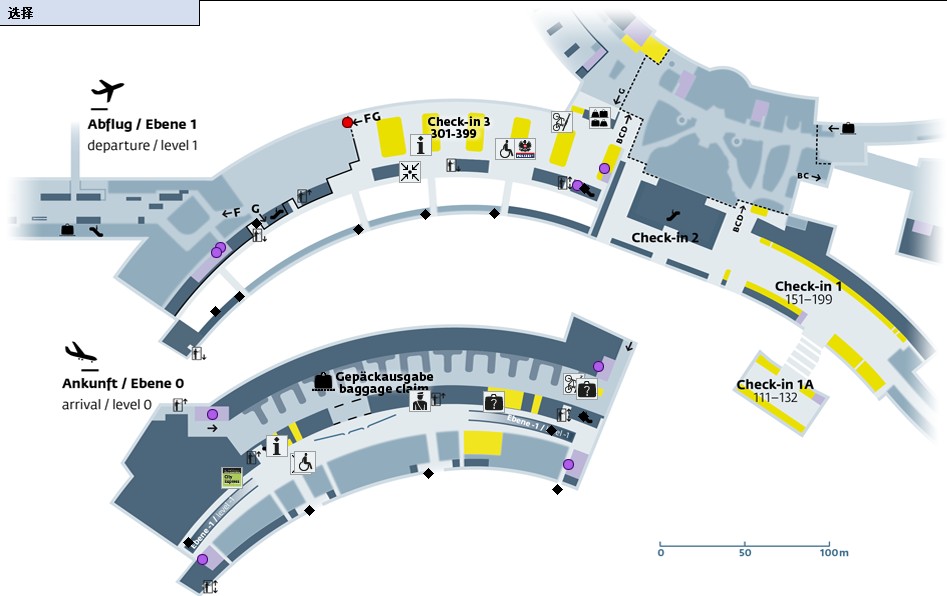 选择
Abflug / Ebene 1
departure / level 1
FG
Check-in 3
301-399
G
BCD
BC
F G
BCD
Check-in 2
Check-in 1
151–199
Ankunft / Ebene 0
arrival / level 0
Gepäckausgabe
baggage claim
Check-in 1A
111–132
Ebene -1 / level -1
City
Express
Ebene -1 / level
0 50 100 m